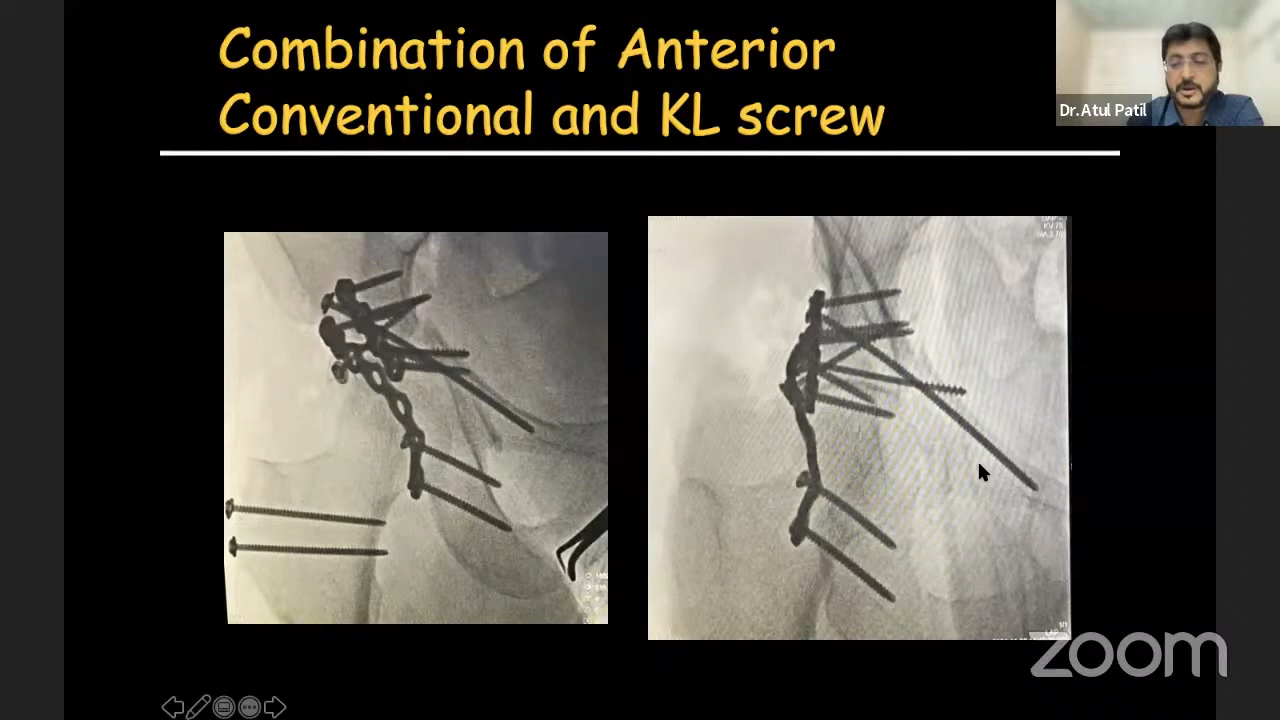 Combination of Anterior
Conventional and KL screw
Dr.Atul Patil
zoom